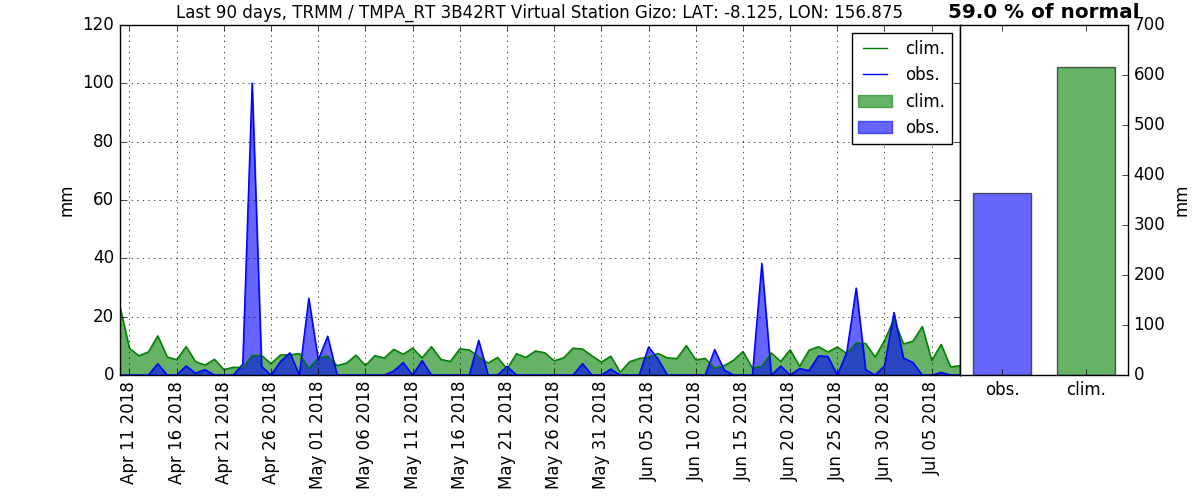 Last 90 days, TRMM / TMPA_RT 3B42RT Virtual Station Gizo: LAT: -8.125, LON: 156.875
59.0 % of normal
120
100
80
60
40
20
0
mm
clim.
obs.
clim.
obs.
Apr 11 2018
Apr 16 2018
Apr 21 2018
Apr 26 2018
May 01 2018
May 06 2018
May 11 2018
May 16 2018
May 21 2018
May 26 2018
May 31 2018
Jun 05 2018
Jun 10 2018
Jun 15 2018
Jun 20 2018
Jun 25 2018
Jun 30 2018
Jul 05 2018
700
600
500
400
300
200
100
0
mm
obs.
clim.